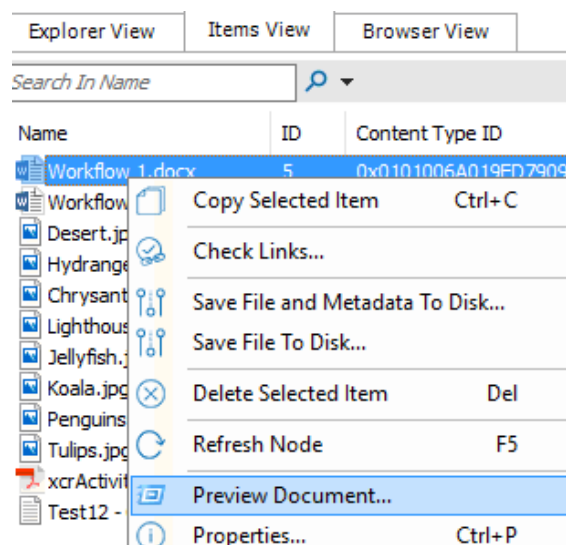 Explorer View Items View Browser View
Search In Name
Name ID Content Type ID
Workflow 1.docx 5 0x0101006A019FD7909
Workflow Copy Selected Item Ctrl+C
Desert.jp
Hydrange Check Links...
Chrysant Save File and Metadata To Disk...
Lighthous
Jellyfish.j Save File To Disk...
Koala.jpg Delete Selected Item Del
Penguins
Tulips.jpg Refresh Node F5
xcrActivit
Preview Document...
Test12 -
Properties... Ctrl+P